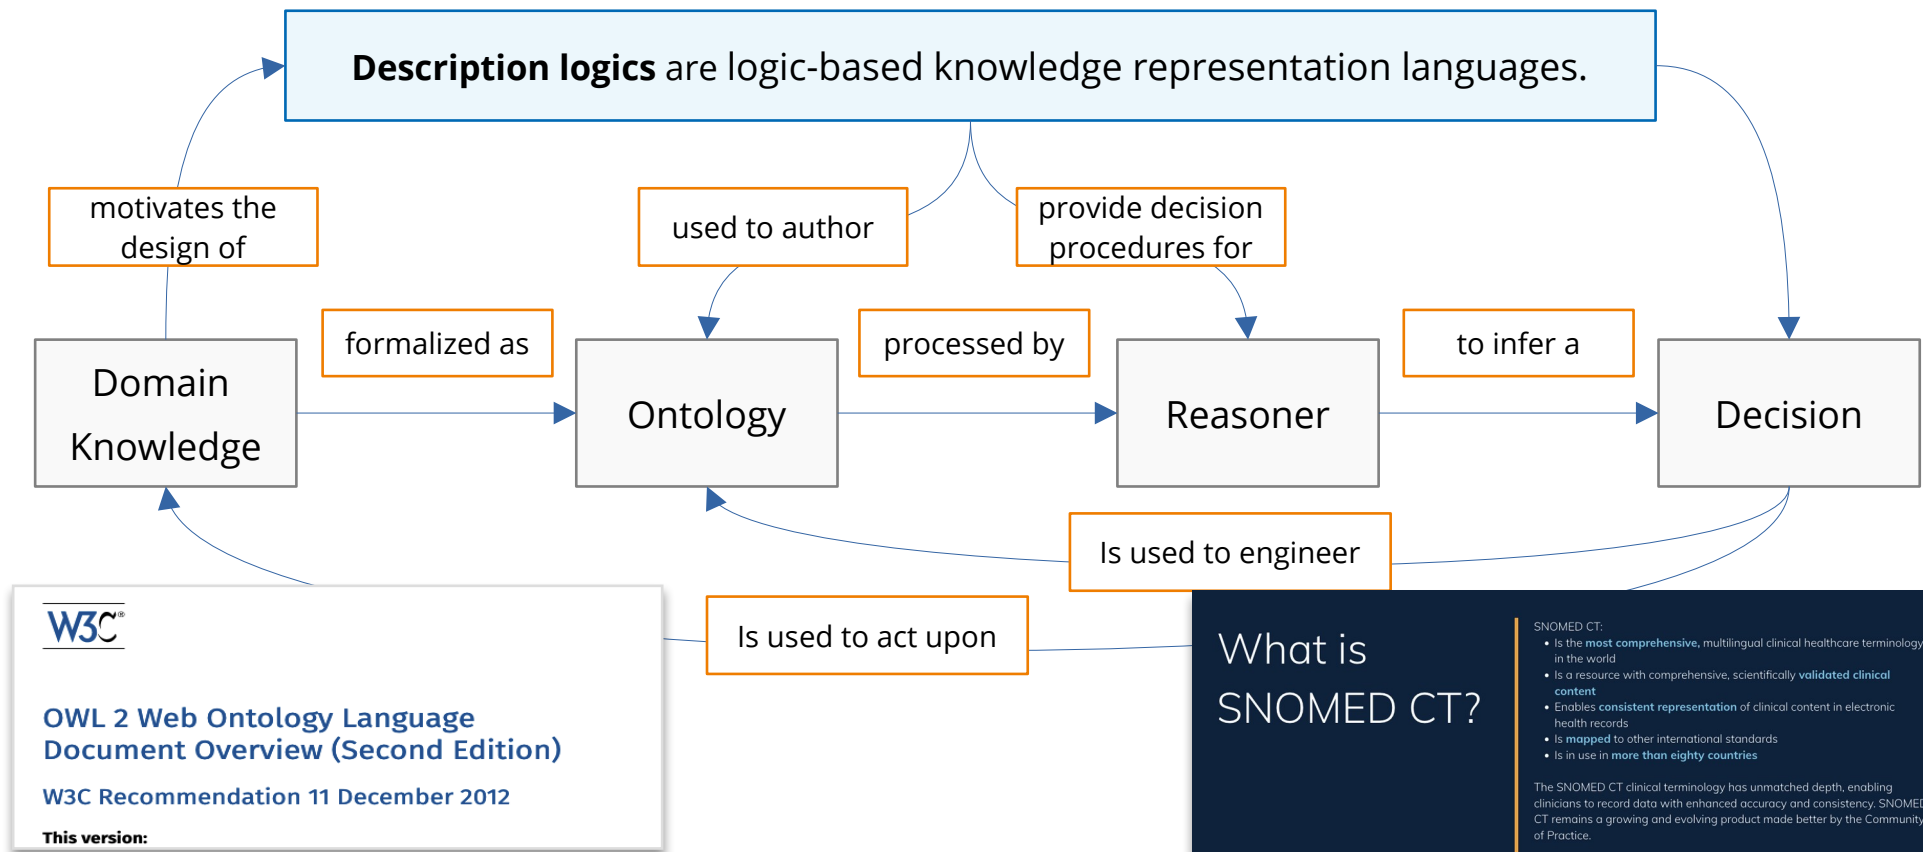 Description logics are logic-based knowledge representation languages.
motivates the
design of
used to author
provide decision
procedures for
formalized as
processed by
to infer a
Domain
Knowledge
Ontology
Reasoner
Decision
Is used to engineer
Is used to act upon
W3C®
OWL 2 Web Ontology Language
Document Overview (Second Edition)
W3C Recommendation 11 December 2012
This version:
What is
SNOMED CT?
SNOMED CT:
• Is the most comprehensive, multilingual clinical healthcare terminology
in the world
• Is a resource with comprehensive, scientifically validated clinical
content
• Enables consistent representation of clinical content in electronic
health records
• Is mapped to other international standards
• Is in use in more than eighty countries
The SNOMED CT clinical terminology has unmatched depth, enabling
clinicians to record data with enhanced accuracy and consistency. SNOMED
CT remains a growing and evolving product made better by the Community
of Practice.